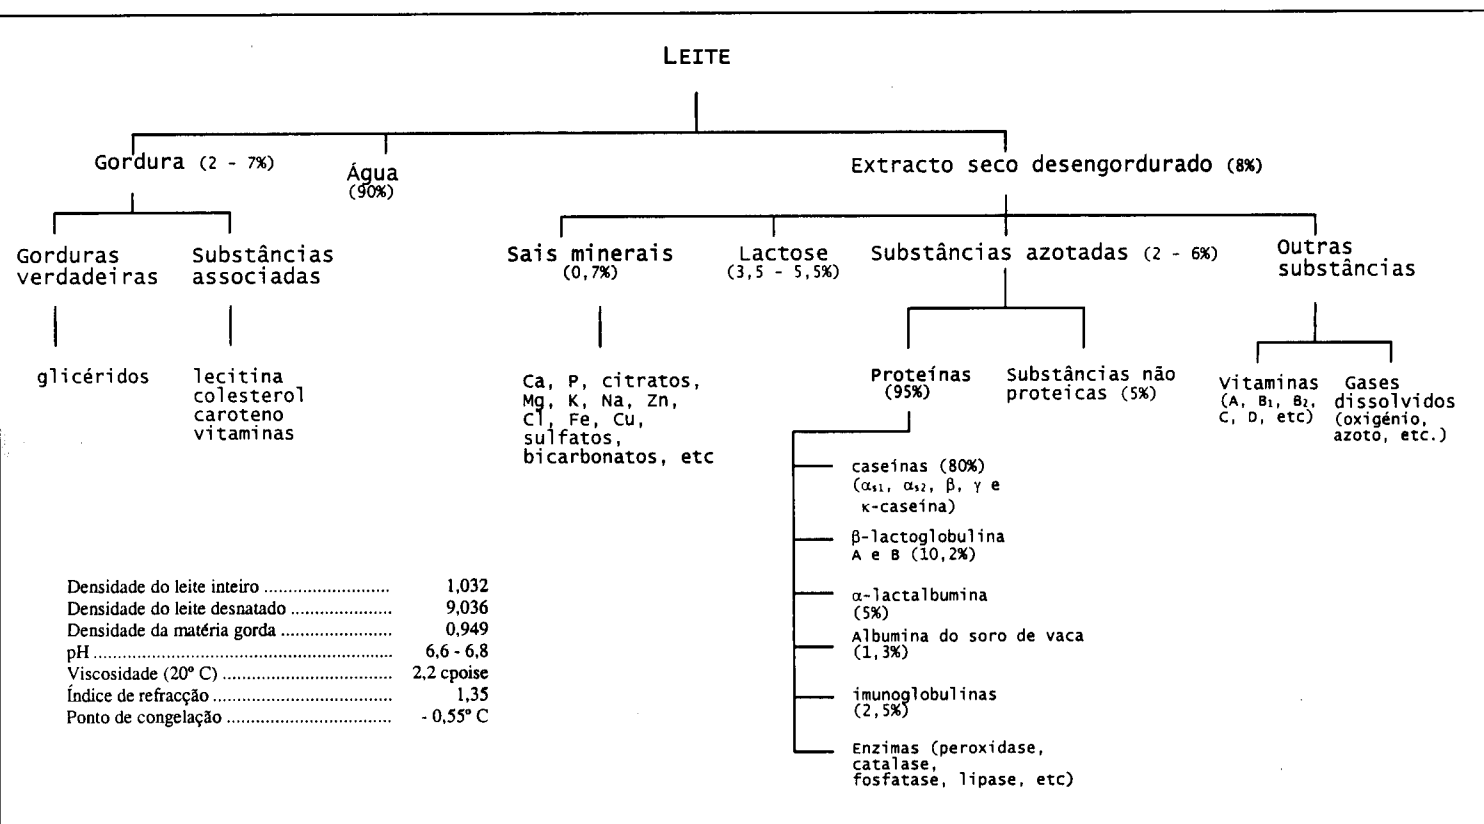 LEITE
Gordura (2 - 7%)
Água
(90%)
Extracto seco desengordurado (8%)
Gorduras
verdadeiras
Substâncias
associadas
Sais minerais
(0,7%)
Lactose
(3,5 - 5,5%)
Substâncias azotadas (2 - 6%)
Outras
substâncias
glicéridos
lecitina
colesterol
caroteno
vitaminas
Ca, P, citratos,
Mg, K, Na, Zn,
Cl, Fe, Cu,
sulfatos,
bicarbonatos, etc
Proteínas
(95%)
Substâncias não
proteicas (5%)
Vitaminas
(A, B₁, B₂,
C, D, etc)
Gases
dissolvidos
(oxigénio,
azoto, etc.)
caseínas (80%)
(αs1, αs2, β, γ e
κ-caseína)
β-lactoglobulina
A e B (10,2%)
α-lactalbumina
(5%)
Albumina do soro de vaca
(1,3%)
imunoglobulinas
(2,5%)
Enzimas (peroxidase,
catalase,
fosfatase, lipase, etc)
Densidade do leite inteiro .......................... 1,032
Densidade do leite desnatado ..................... 9,036
Densidade da matéria gorda ....................... 0,949
pH .............................................................. 6,6 - 6,8
Viscosidade (20º C) ................................... 2,2 cpoise
Índice de refracção ..................................... 1,35
Ponto de congelação .................................. - 0,55º C